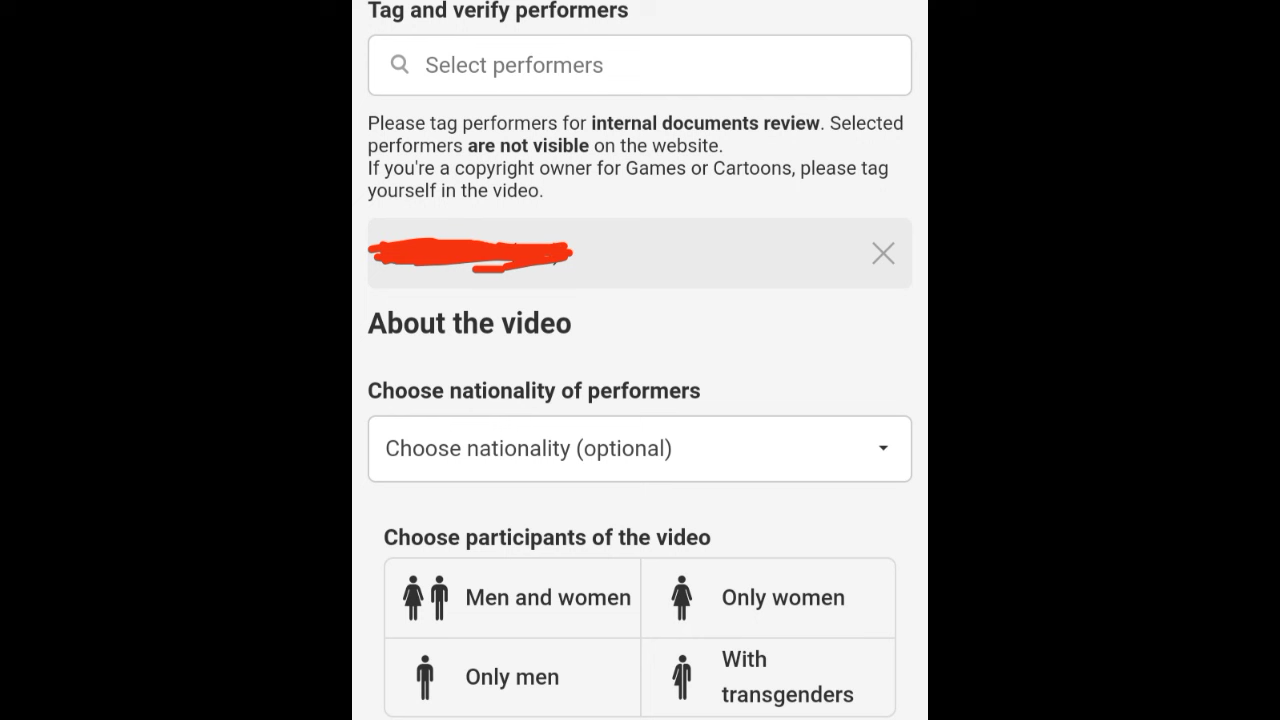 Tag and verify performers
Select performers
Please tag performers for internal documents review. Selected
performers are not visible on the website.
If you're a copyright owner for Games or Cartoons, please tag
yourself in the video.
About the video
Choose nationality of performers
Choose nationality (optional)
Choose participants of the video
Men and women
Only women
Only men
With
transgenders